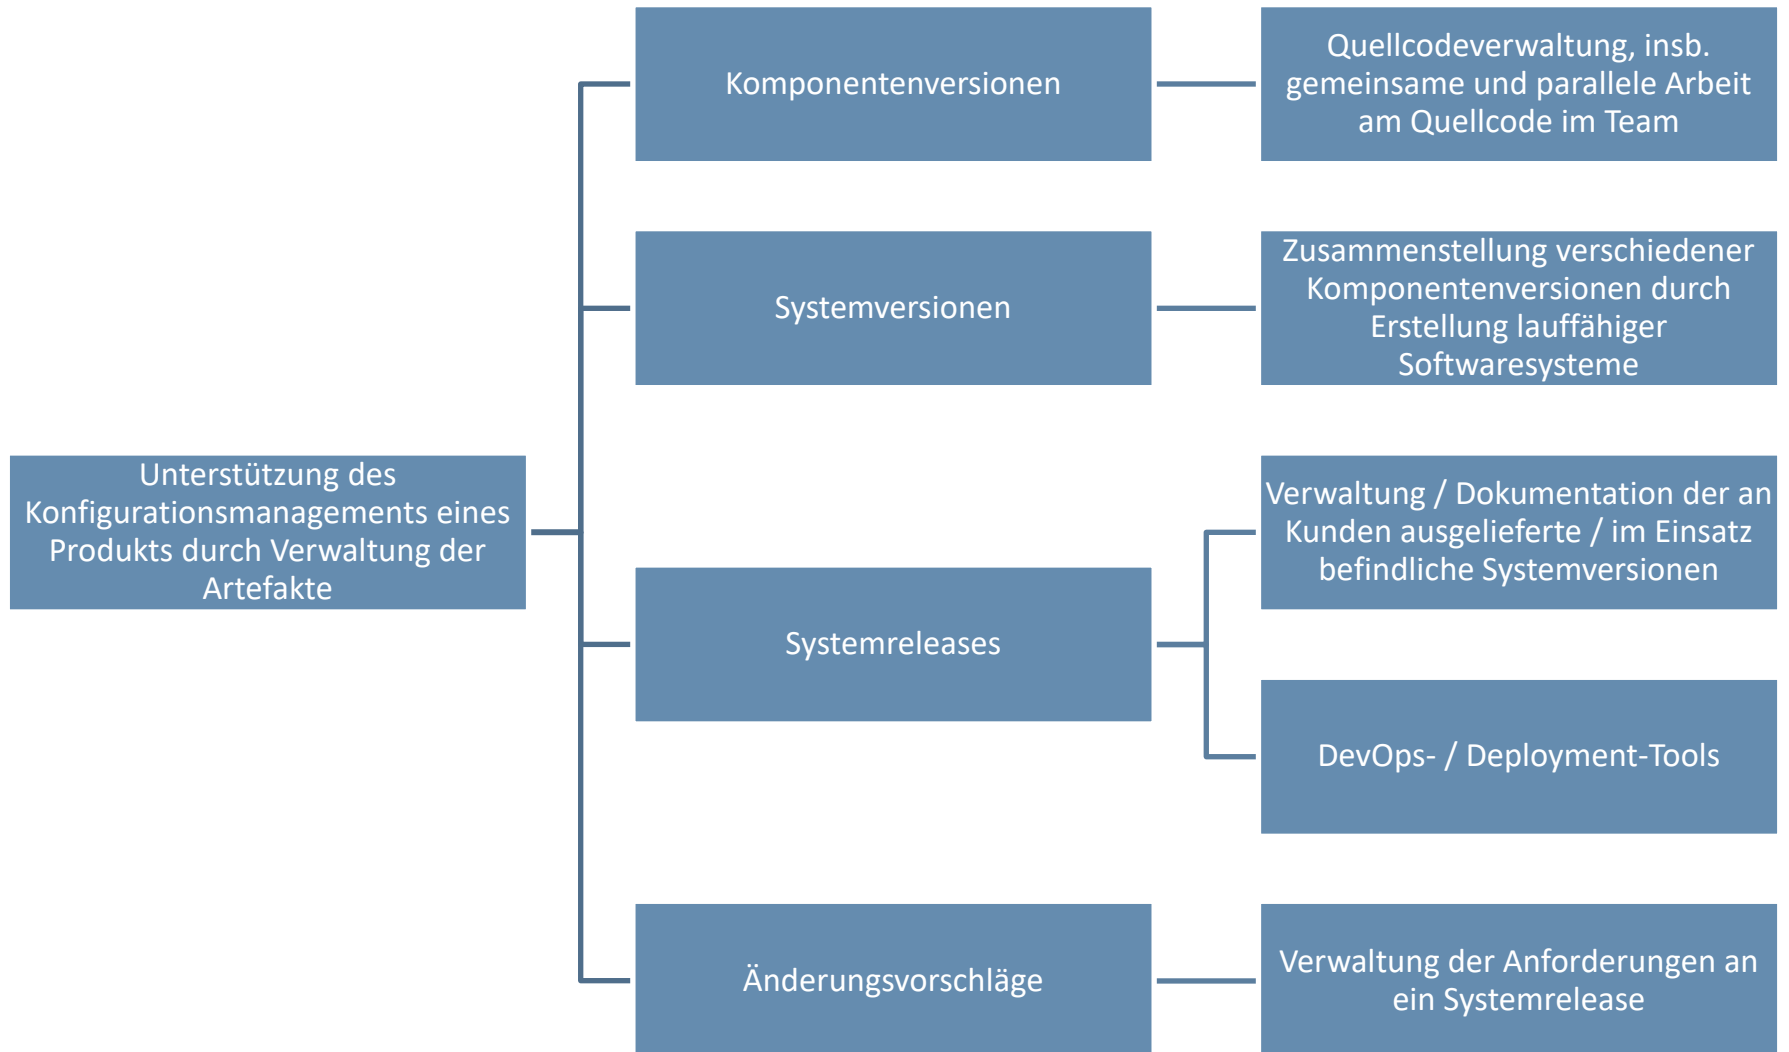 Unterstützung des
Konfigurationsmanagements eines
Produkts durch Verwaltung der
Artefakte
Komponentenversionen
Quellcodeverwaltung, insb.
gemeinsame und parallele Arbeit
am Quellcode im Team
Systemversionen
Zusammenstellung verschiedener
Komponentenversionen durch
Erstellung lauffähiger
Softwaresysteme
Systemreleases
Verwaltung / Dokumentation der an
Kunden ausgelieferte / im Einsatz
befindliche Systemversionen
DevOps- / Deployment-Tools
Änderungsvorschläge
Verwaltung der Anforderungen an
ein Systemrelease